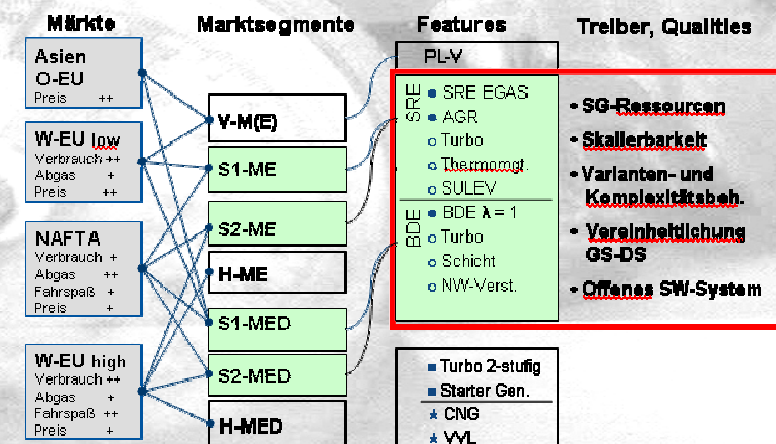 Märkte
Asien
O-EU
Preis ++
W-EU low
Verbrauch ++
Abgas +
Preis ++
NAFTA
Verbrauch +
Abgas ++
Fahrspaß +
Preis +
W-EU high
Verbrauch ++
Abgas +
Fahrspaß ++
Preis +
Marktsegmente
V-M(E)
S1-ME
S2-ME
H-ME
S1-MED
S2-MED
H-MED
Features
PL-V
SRE
• SRE EGAS
• AGR
o Turbo
o Thermomgt.
o SULEV
BDE
• BDE λ = 1
o Turbo
o Schicht
o NW-Verst.
▪ Turbo 2-stufig
▪ Starter Gen.
★ CNG
★ VVL
Treiber, Qualities
• SG-Ressourcen
• Skalierbarkeit
• Varianten- und
Komplexitätsbeh.
• Vereinheitlichung
GS-DS
• Offenes SW-System